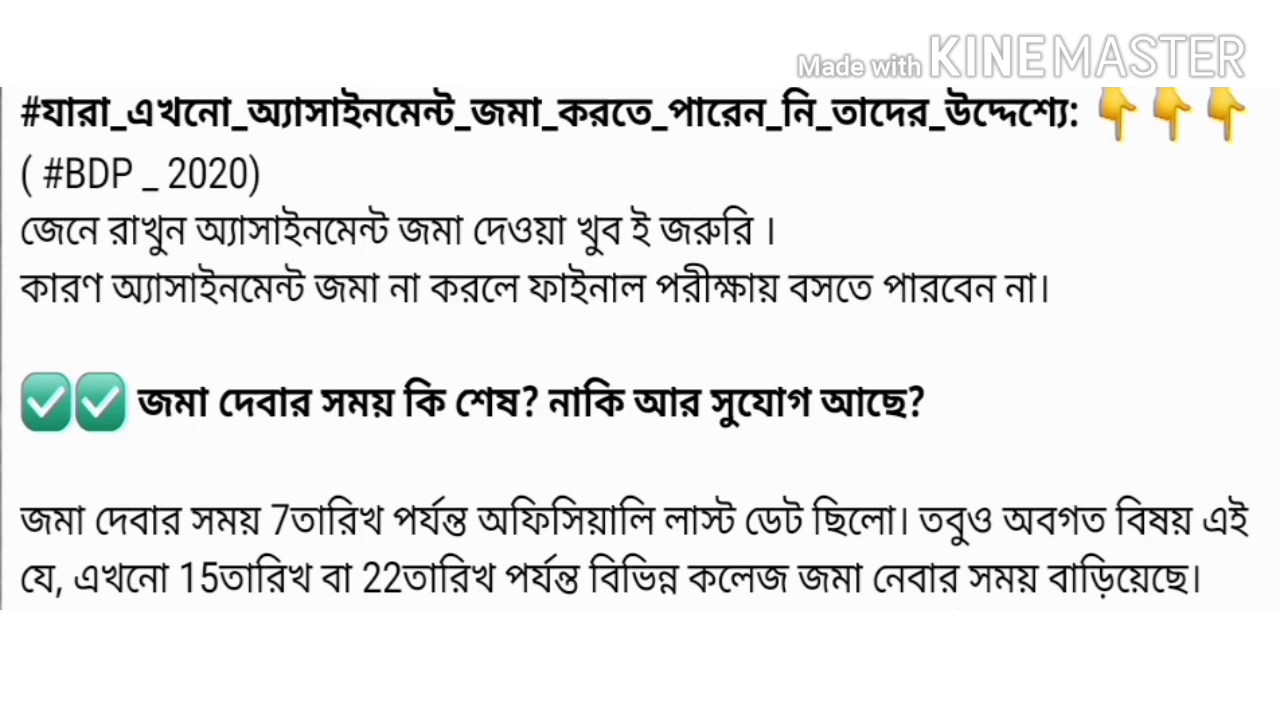 Made with KINEMASTER
#যারা_এখনো_অ্যাসাইনমেন্ট_জমা_করতে_পারেন_নি_তাদের_উদ্দেশ্যে: 👇👇👇
( #BDP _ 2020)
জেনে রাখুন অ্যাসাইনমেন্ট জমা দেওয়া খুব ই জরুরি ।
কারণ অ্যাসাইনমেন্ট জমা না করলে ফাইনাল পরীক্ষায় বসতে পারবেন না।
✅✅ জমা দেবার সময় কি শেষ? নাকি আর সুযোগ আছে?
জমা দেবার সময় 7তারিখ পর্যন্ত অফিসিয়ালি লাস্ট ডেট ছিলো। তবুও অবগত বিষয় এই
যে, এখনো 15তারিখ বা 22তারিখ পর্যন্ত বিভিন্ন কলেজ জমা নেবার সময় বাড়িয়েছে।